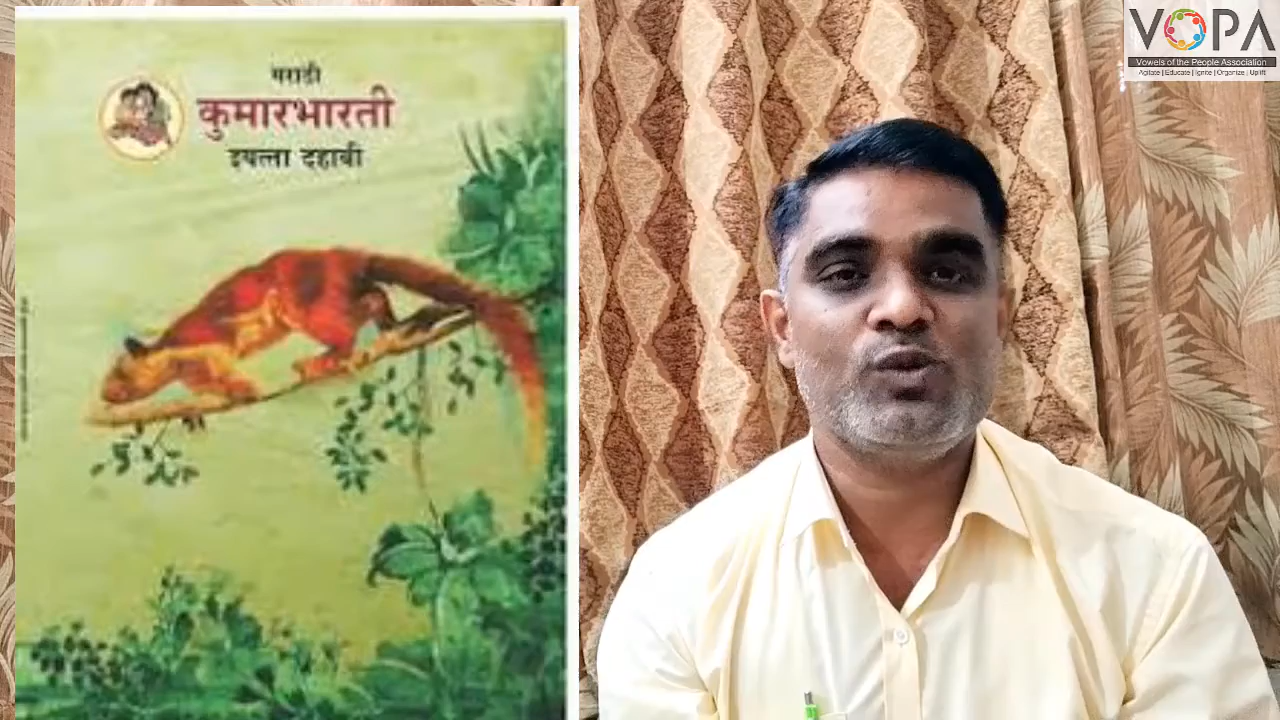 मराठी
कुमारभारती
इयत्ता दहावी
VOPA
Vowels of the People Association
Agitate | Educate | Ignite | Organize | Uplift